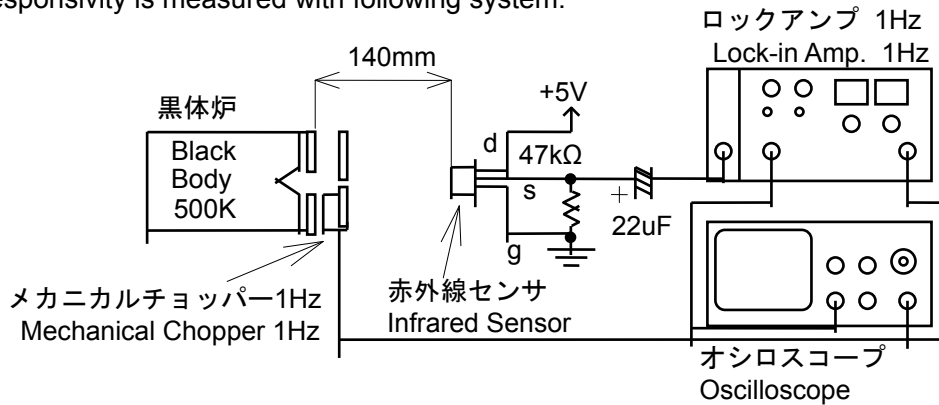 responsivity is measured with following system.
ロックアンプ 1Hz
Lock-in Amp. 1Hz
140mm
+5V
黒体炉
Black
Body
500K
d
47kΩ
s
+
22uF
g
メカニカルチョッパー1Hz
Mechanical Chopper 1Hz
赤外線センサ
Infrared Sensor
オシロスコープ
Oscilloscope